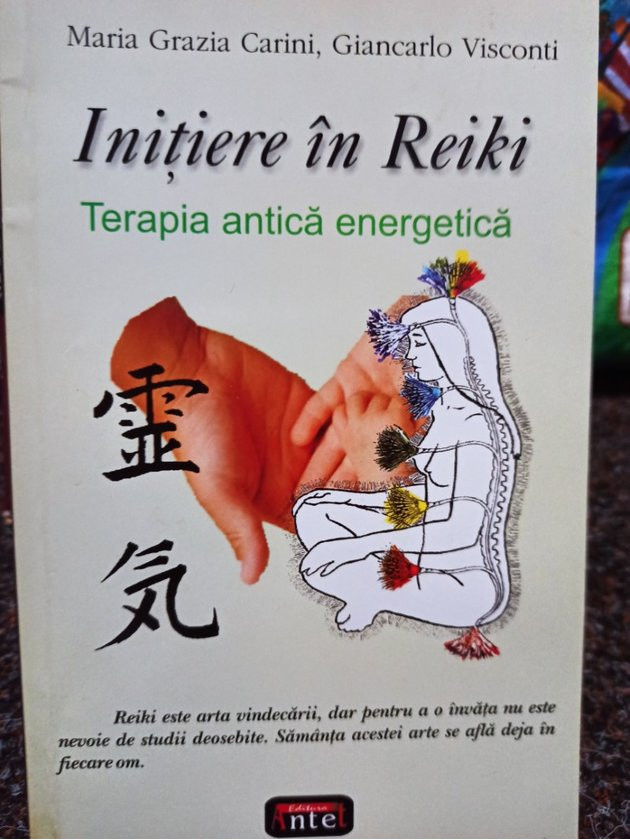 Maria Grazia Carini, Giancarlo Visconti
Inițiere în Reiki
Terapia antică energetică
靈
気
Reiki este arta vindecării, dar pentru a o învăța nu este
nevoie de studii deosebite. Sămânța acestei arte se află deja în
fiecare om.
Editura
Antet